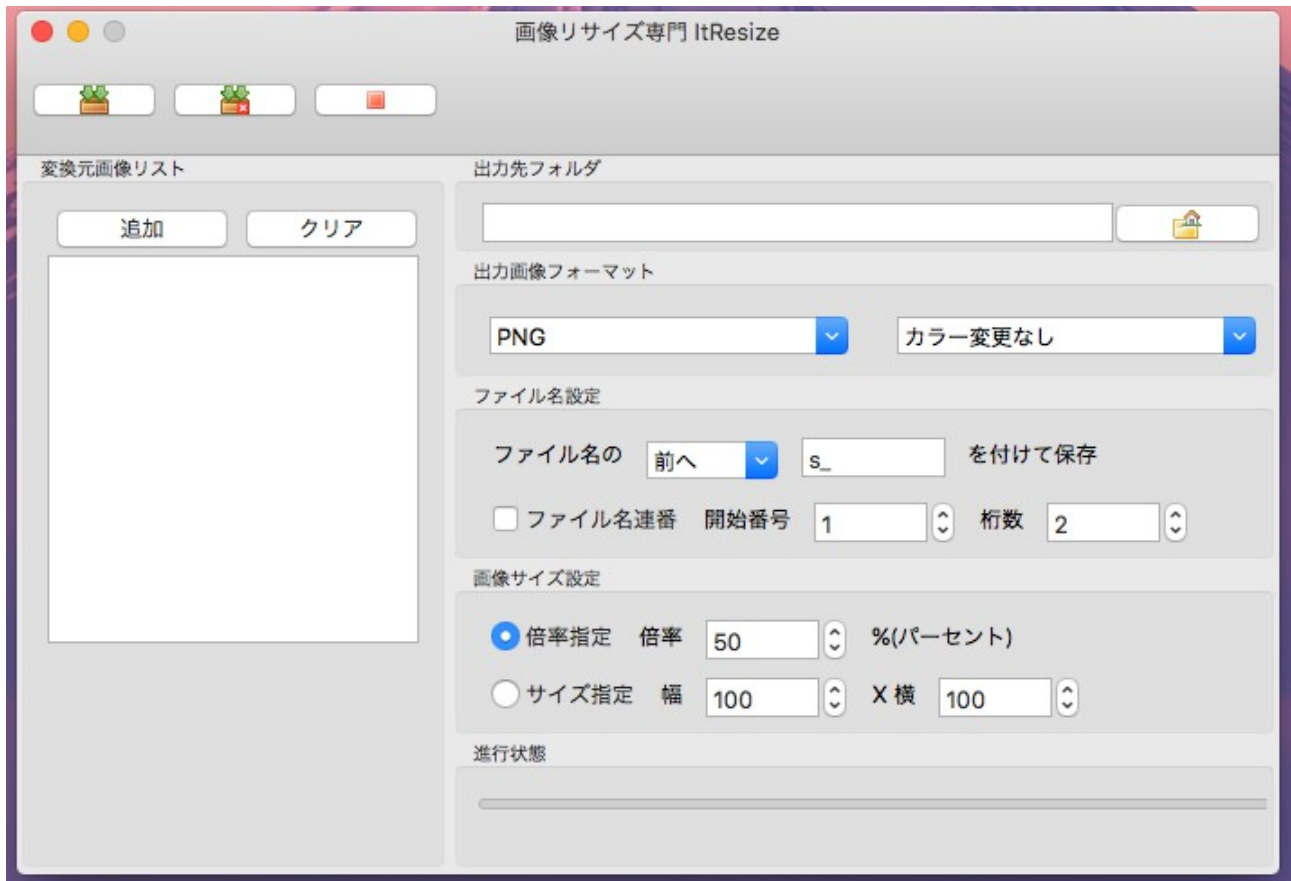 画像リサイズ専門 ItResize
変換元画像リスト
追加 クリア
出力先フォルダ
出力画像フォーマット
PNG カラー変更なし
ファイル名設定
ファイル名の 前へ s_ を付けて保存
ファイル名連番 開始番号 1 桁数 2
画像サイズ設定
倍率指定 倍率 50 %(パーセント)
サイズ指定 幅 100 X 横 100
進行状態